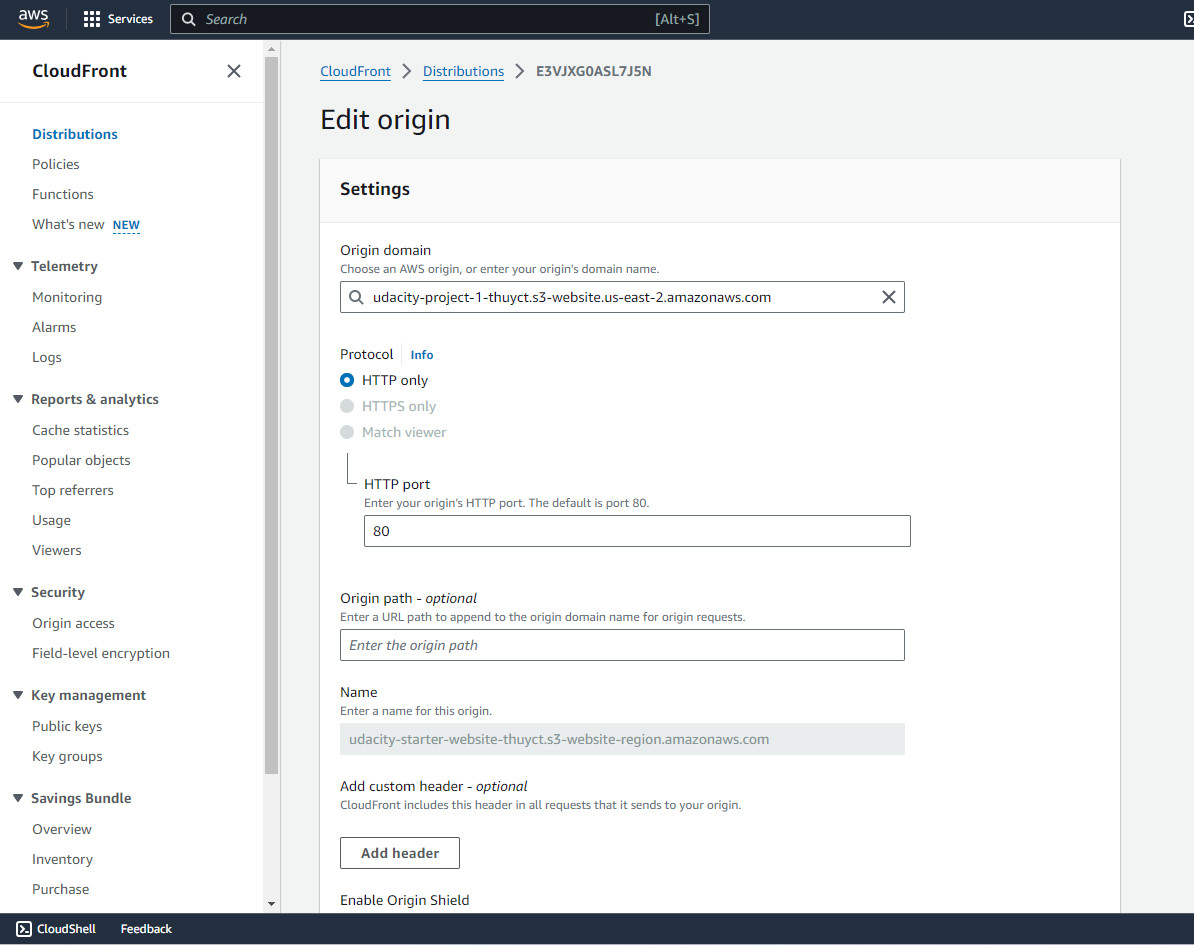 aws
Services
Search
[Alt+S]
CloudFront
Distributions
Policies
Functions
What's new NEW
Telemetry
Monitoring
Alarms
Logs
Reports & analytics
Cache statistics
Popular objects
Top referrers
Usage
Viewers
Security
Origin access
Field-level encryption
Key management
Public keys
Key groups
Savings Bundle
Overview
Inventory
Purchase
CloudFront > Distributions > E3VJXG0ASL7J5N
Edit origin
Settings
Origin domain
Choose an AWS origin, or enter your origin's domain name.
udacity-project-1-thuyct.s3-website.us-east-2.amazonaws.com
Protocol Info
HTTP only
HTTPS only
Match viewer
HTTP port
Enter your origin's HTTP port. The default is port 80.
80
Origin path - optional
Enter a URL path to append to the origin domain name for origin requests.
Enter the origin path
Name
Enter a name for this origin.
udacity-starter-website-thuyct.s3-website-region.amazonaws.com
Add custom header - optional
CloudFront includes this header in all requests that it sends to your origin.
Add header
Enable Origin Shield
CloudShell
Feedback